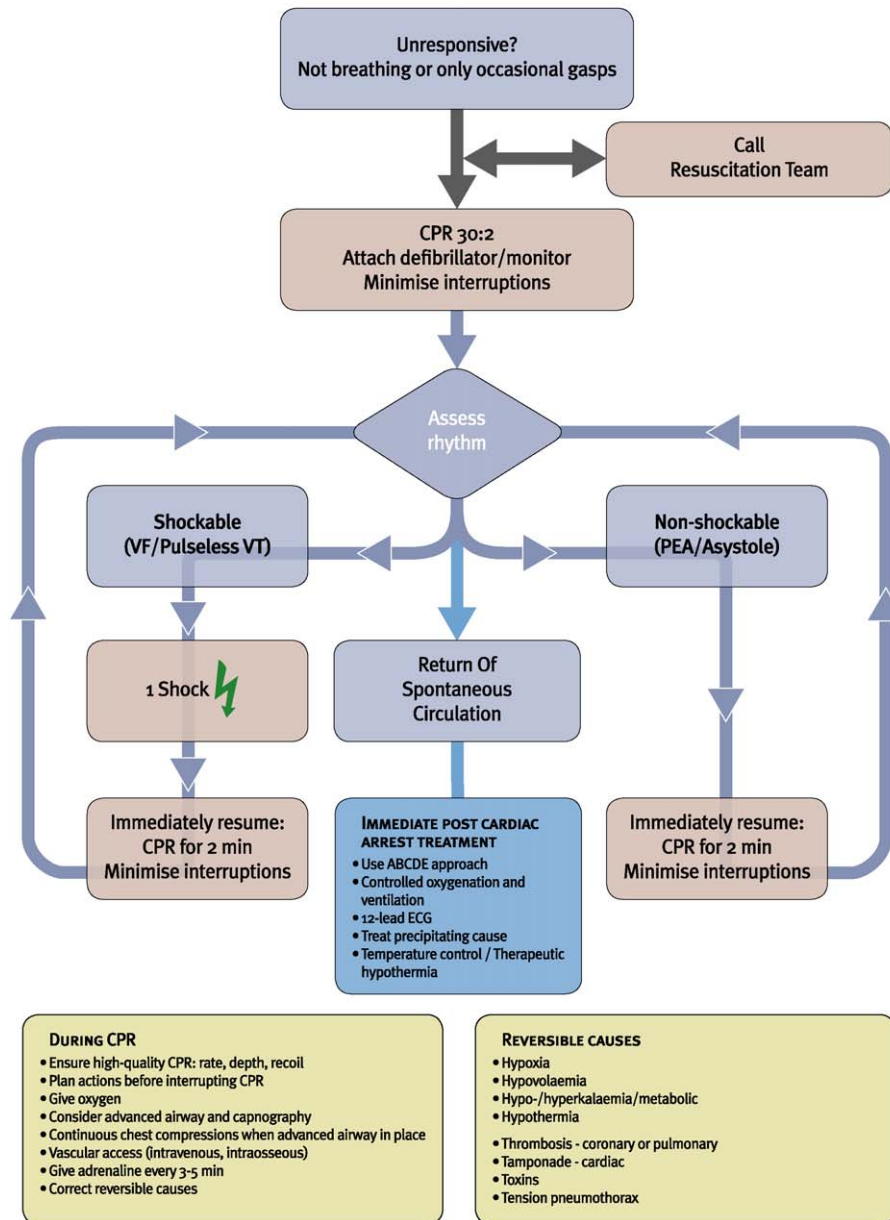 Unresponsive?
Not breathing or only occasional gasps
Call
Resuscitation Team
CPR 30:2
Attach defibrillator/monitor
Minimise interruptions
Assess
rhythm
Shockable
(VF/Pulseless VT)
Non-shockable
(PEA/Asystole)
1 Shock
Return Of
Spontaneous
Circulation
Immediately resume:
CPR for 2 min
Minimise interruptions
IMMEDIATE POST CARDIAC
ARREST TREATMENT
• Use ABCDE approach
• Controlled oxygenation and
ventilation
• 12-lead ECG
• Treat precipitating cause
• Temperature control / Therapeutic
hypothermia
Immediately resume:
CPR for 2 min
Minimise interruptions
DURING CPR
• Ensure high-quality CPR: rate, depth, recoil
• Plan actions before interrupting CPR
• Give oxygen
• Consider advanced airway and capnography
• Continuous chest compressions when advanced airway in place
• Vascular access (intravenous, intraosseous)
• Give adrenaline every 3-5 min
• Correct reversible causes
REVERSIBLE CAUSES
• Hypoxia
• Hypovolaemia
• Hypo-/hyperkalaemia/metabolic
• Hypothermia
• Thrombosis - coronary or pulmonary
• Tamponade - cardiac
• Toxins
• Tension pneumothorax